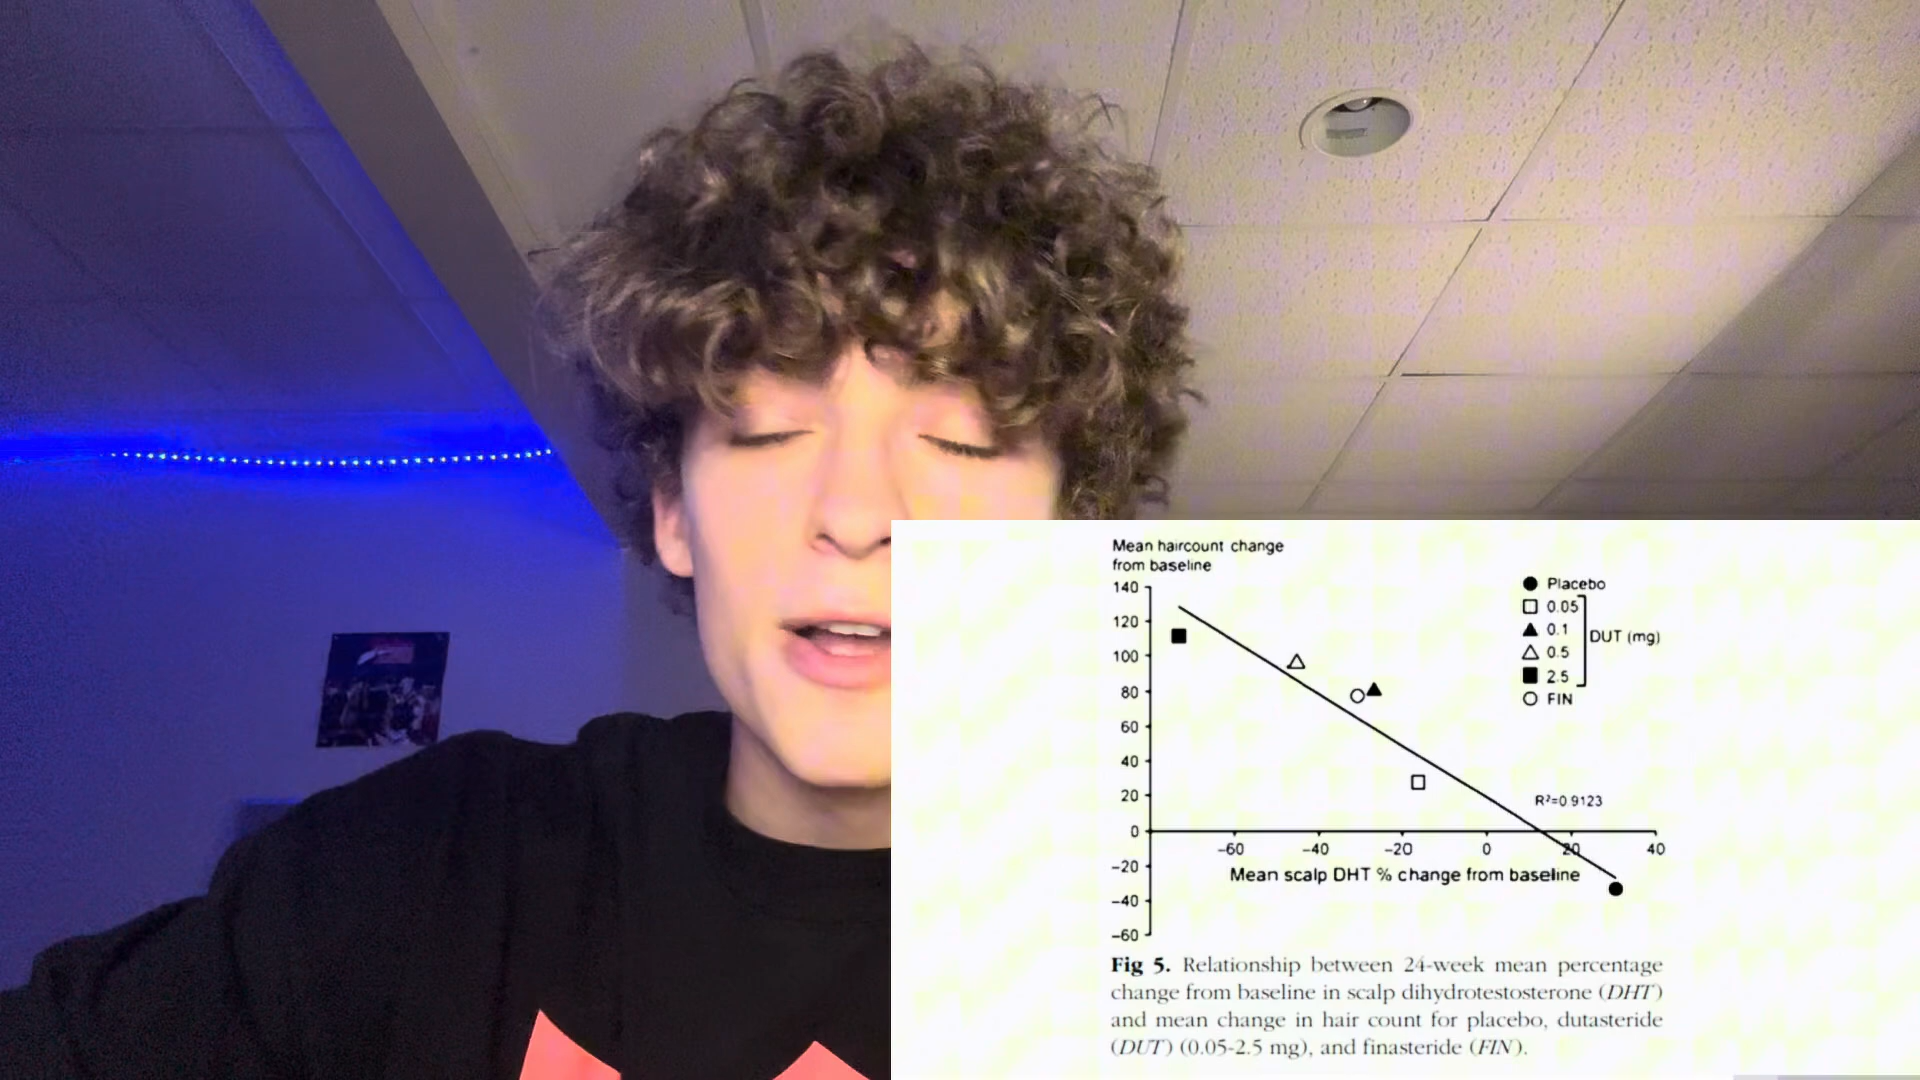 Mean haircount change
from baseline
140
120
100
80
60
40
20
0
-20
-40
-60
-60 -40 -20 0 20 40
Mean scalp DHT % change from baseline
R²=0.9123
Placebo
0.05
0.1
0.5
2.5
FIN
DUT (mg)
Fig 5. Relationship between 24-week mean percentage
change from baseline in scalp dihydrotestosterone (DHT)
and mean change in hair count for placebo, dutasteride
(DUT) (0.05-2.5 mg), and finasteride (FIN).